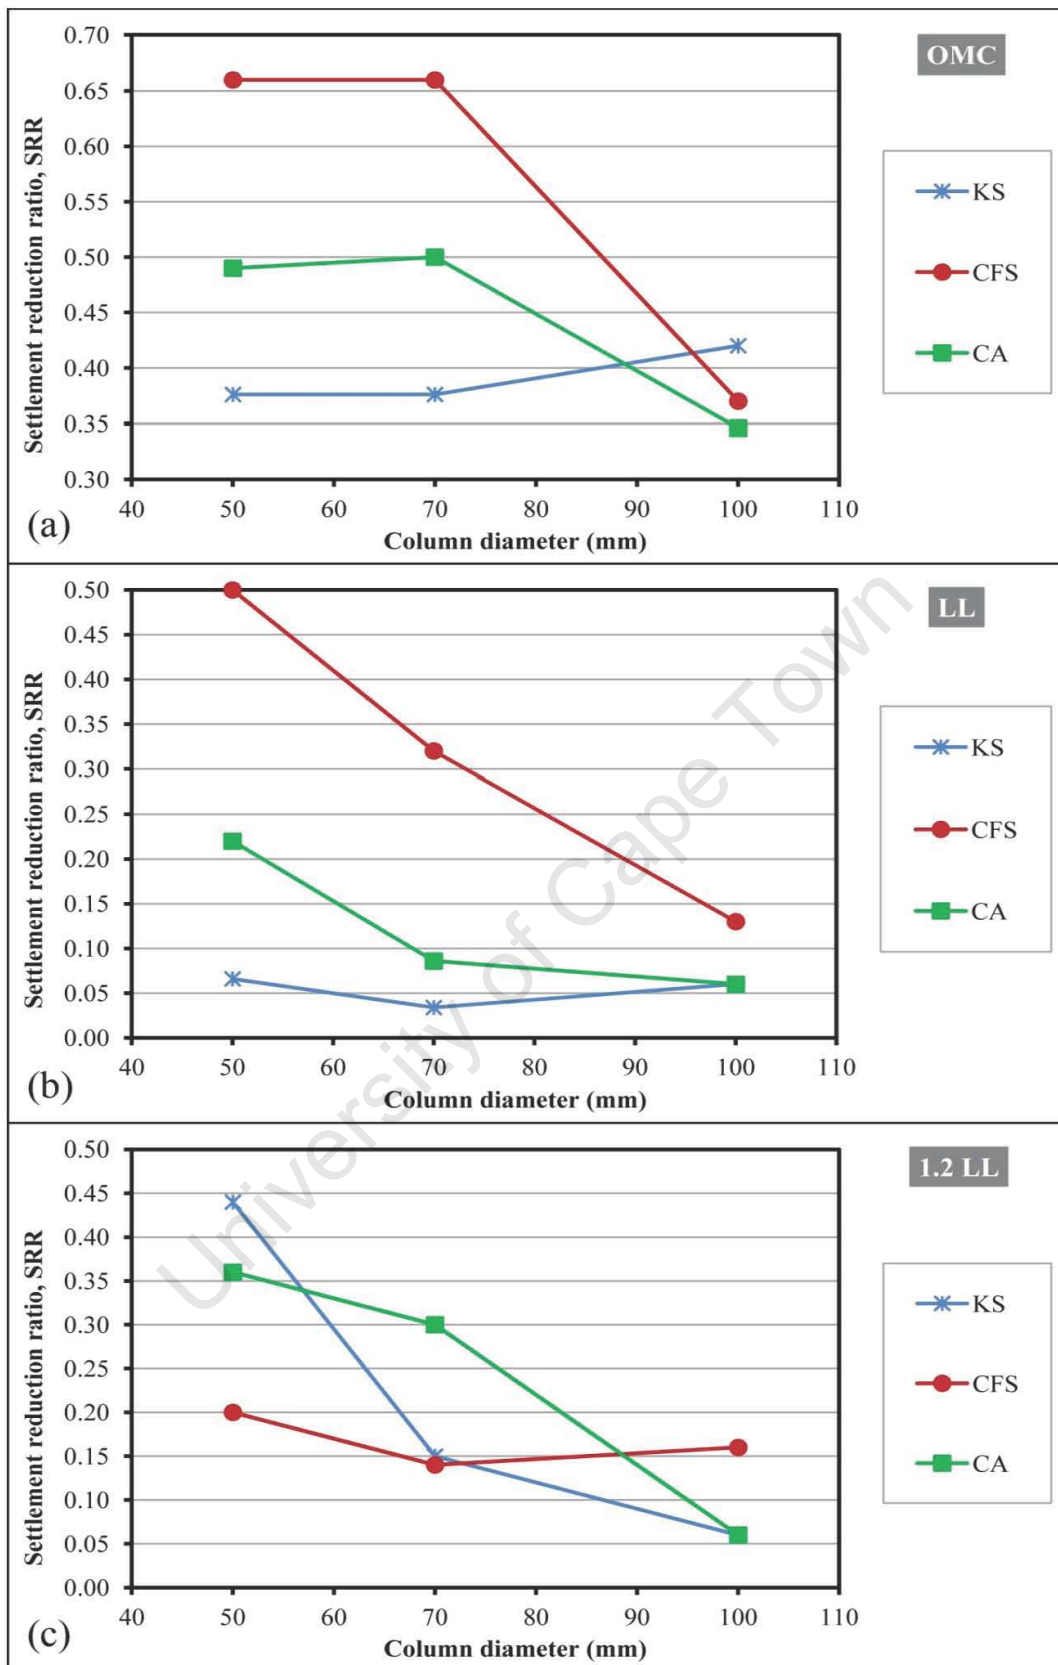 0.70
0.65
0.60
0.55
0.50
0.45
0.40
0.35
0.30
Settlement reduction ratio, SRR
40 50 60 70 80 90 100 110
Column diameter (mm)
(a)
OMC
KS
CFS
CA
0.50
0.45
0.40
0.35
0.30
0.25
0.20
0.15
0.10
0.05
0.00
Settlement reduction ratio, SRR
40 50 60 70 80 90 100 110
Column diameter (mm)
(b)
LL
KS
CFS
CA
0.50
0.45
0.40
0.35
0.30
0.25
0.20
0.15
0.10
0.05
0.00
Settlement reduction ratio, SRR
40 50 60 70 80 90 100 110
Column diameter (mm)
(c)
1.2 LL
KS
CFS
CA
University of Cape Town